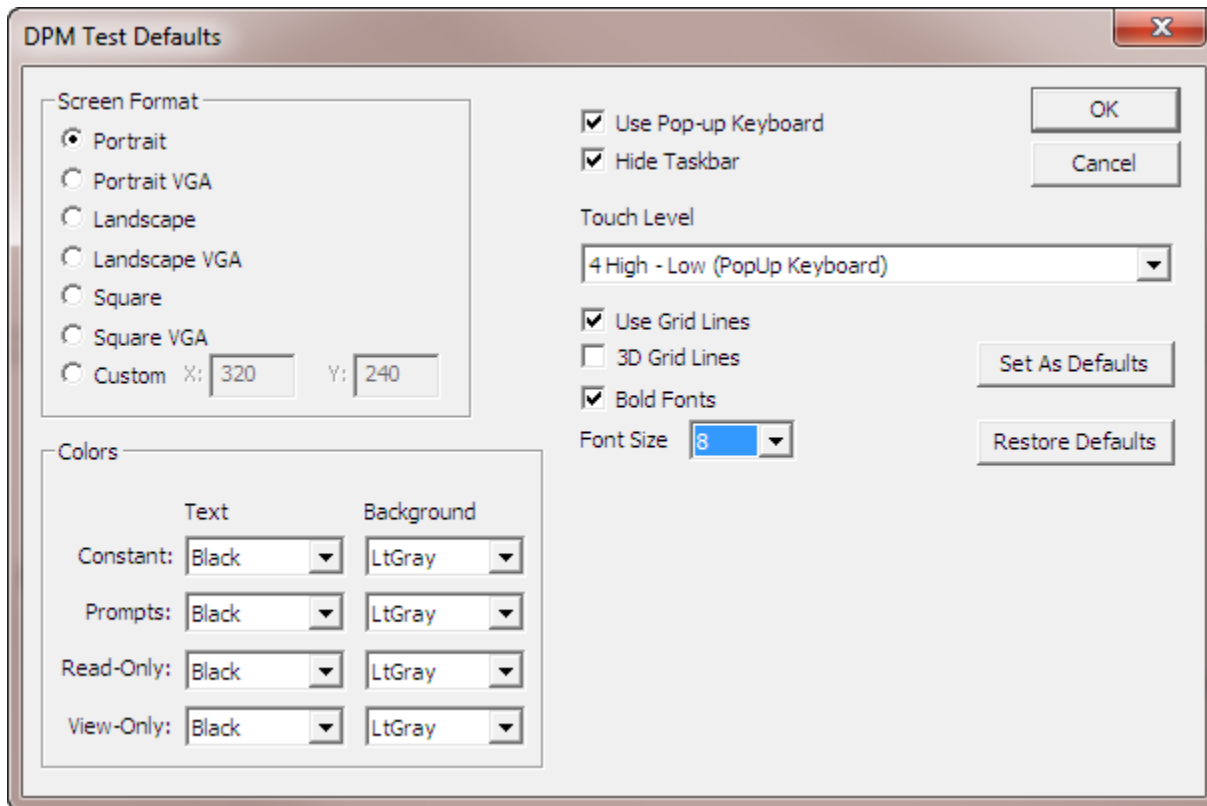 DPM Test Defaults
Screen Format
Portrait
Portrait VGA
Landscape
Landscape VGA
Square
Square VGA
Custom X: 320 Y: 240
Use Pop-up Keyboard
Hide Taskbar
Touch Level
4 High - Low (PopUp Keyboard)
Use Grid Lines
3D Grid Lines
Bold Fonts
Font Size 8
OK
Cancel
Set As Defaults
Restore Defaults
Colors
Text Background
Constant: Black LtGray
Prompts: Black LtGray
Read-Only: Black LtGray
View-Only: Black LtGray